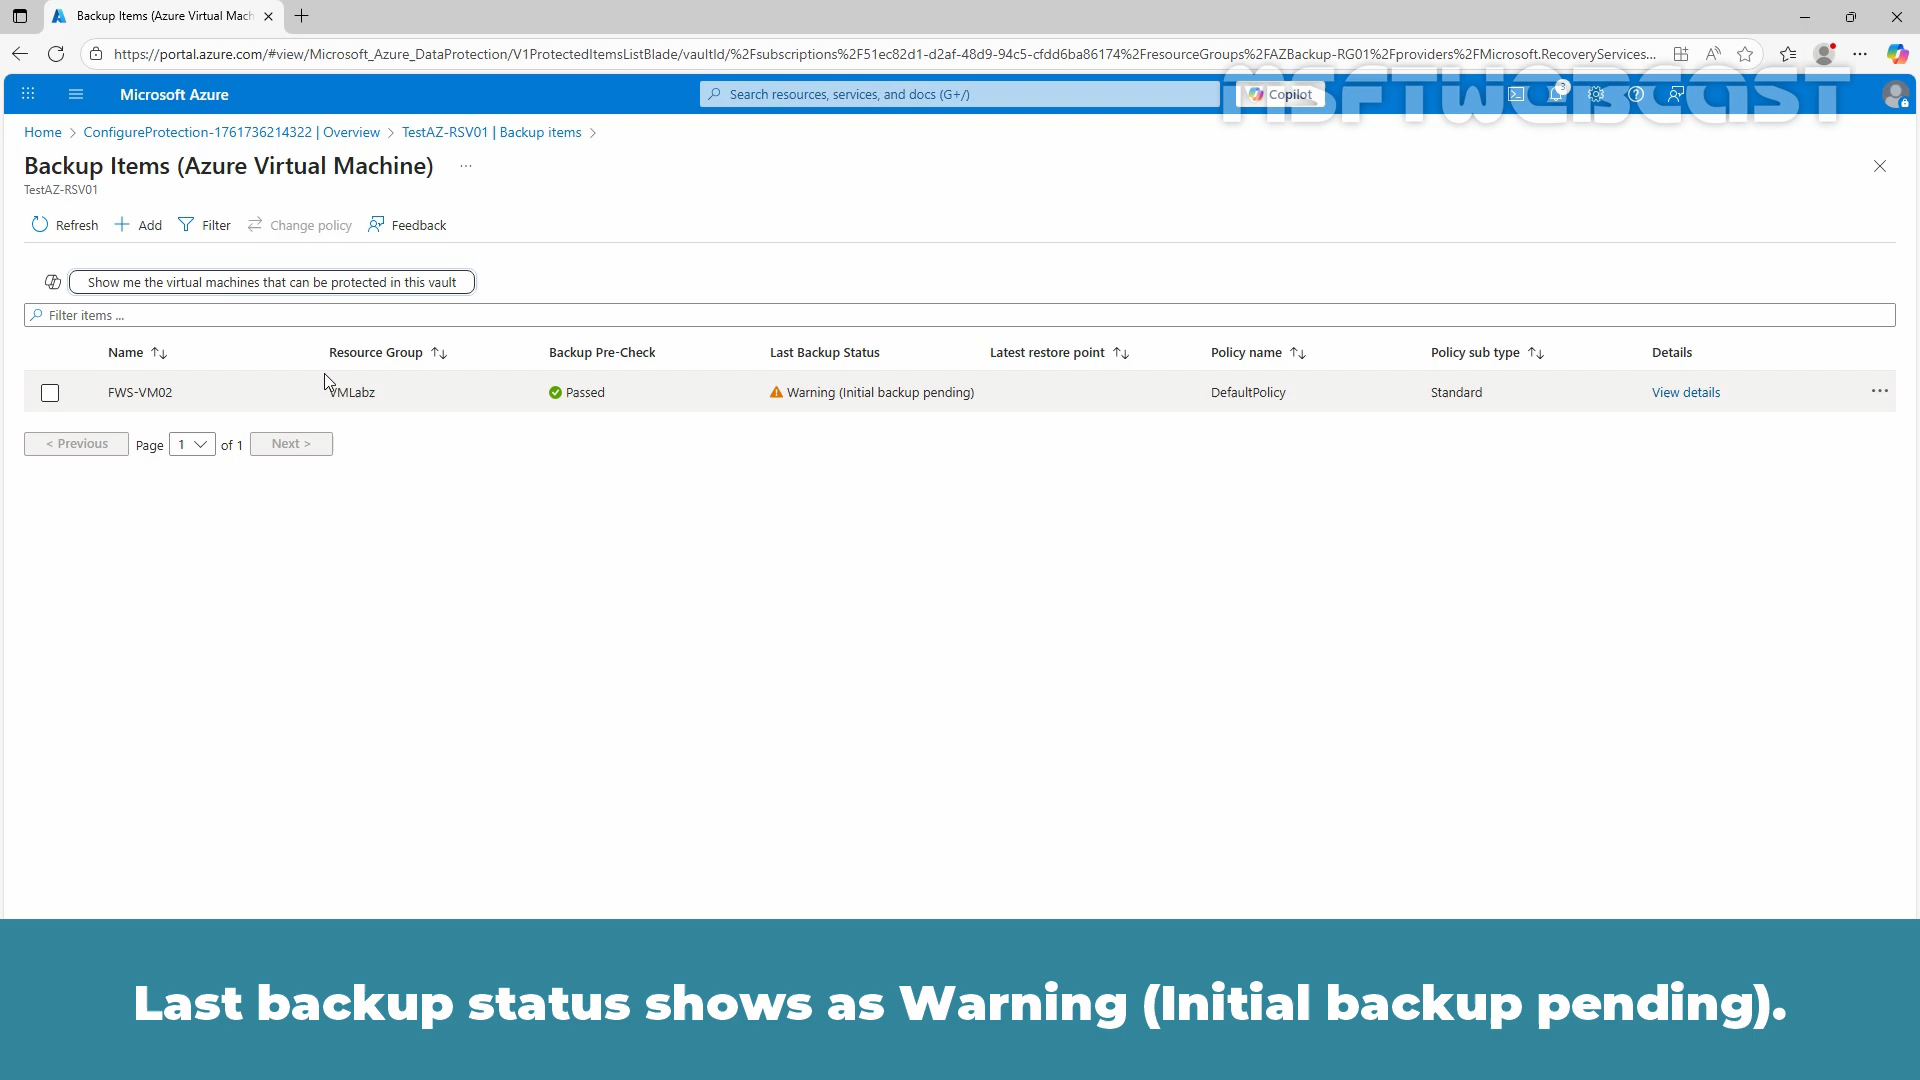 Backup Items (Azure Virtual Mach
https://portal.azure.com/#view/Microsoft_Azure_DataProtection/V1ProtectedItemsListBlade/vaultId/%2Fsubscriptions%2F51ec82d1-d2af-48d9-94c5-cfdd6ba86174%2FresourceGroups%2FAZBackup-RG01%2Fproviders%2FMicrosoft.RecoveryServices...
Microsoft Azure
Search resources, services, and docs (G+/)
Copilot
3
MSFTWEBCAST
Home > ConfigureProtection-1761736214322 | Overview > TestAZ-RSV01 | Backup items >
Backup Items (Azure Virtual Machine) ...
TestAZ-RSV01
Refresh Add Filter Change policy Feedback
Show me the virtual machines that can be protected in this vault
Filter items ...
Name Resource Group Backup Pre-Check Last Backup Status Latest restore point Policy name Policy sub type Details
FWS-VM02 VMLabz Passed Warning (Initial backup pending) DefaultPolicy Standard View details ...
< Previous Page 1 of 1 Next >
Last backup status shows as Warning (Initial backup pending).